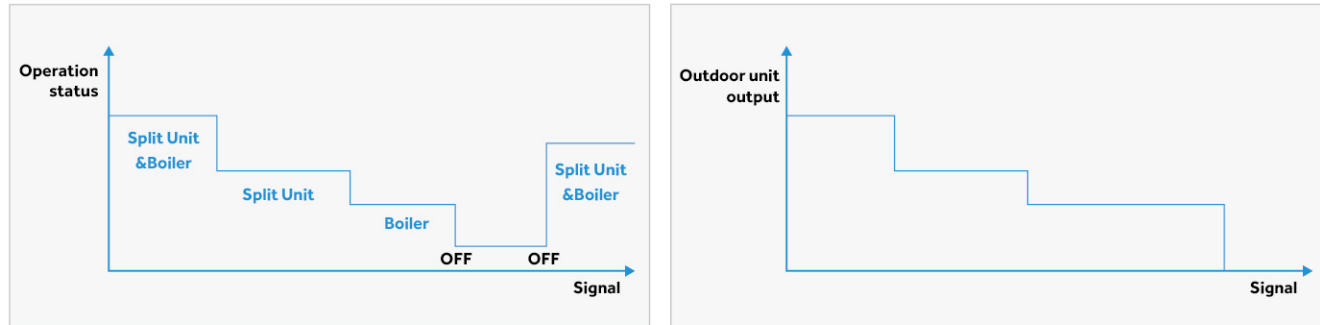 Operation
status
Split Unit
&Boiler
Split Unit
Boiler
OFF
OFF
Split Unit
&Boiler
Signal
Outdoor unit
output
Signal